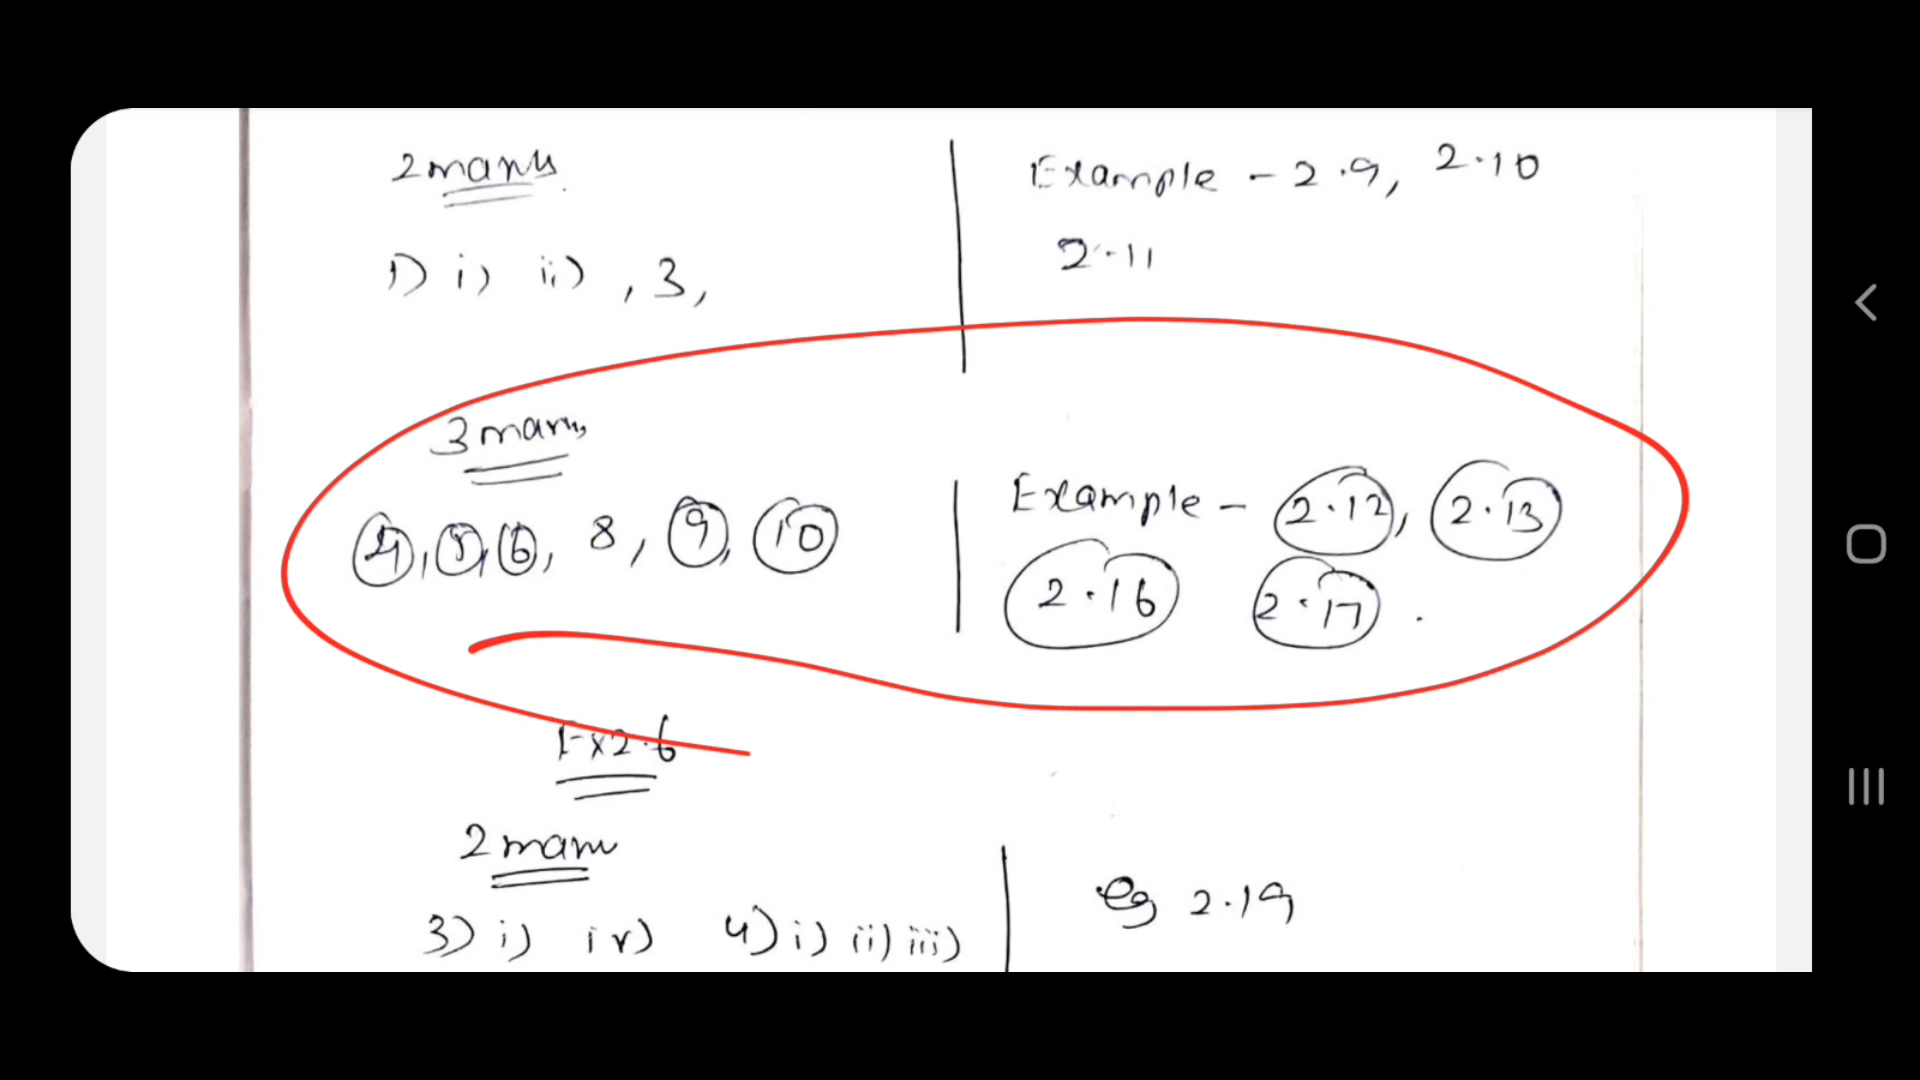 2 marks
1) i) ii) , 3,
Example - 2.9, 2.10
2.11
3 marks
4, 5, 6, 8, 9, 10
Example - 2.12, 2.13
2.16 2.17 .
Ex 2.6
2 mark
3) i) iv) 4) i) ii) iii)
eg 2.19